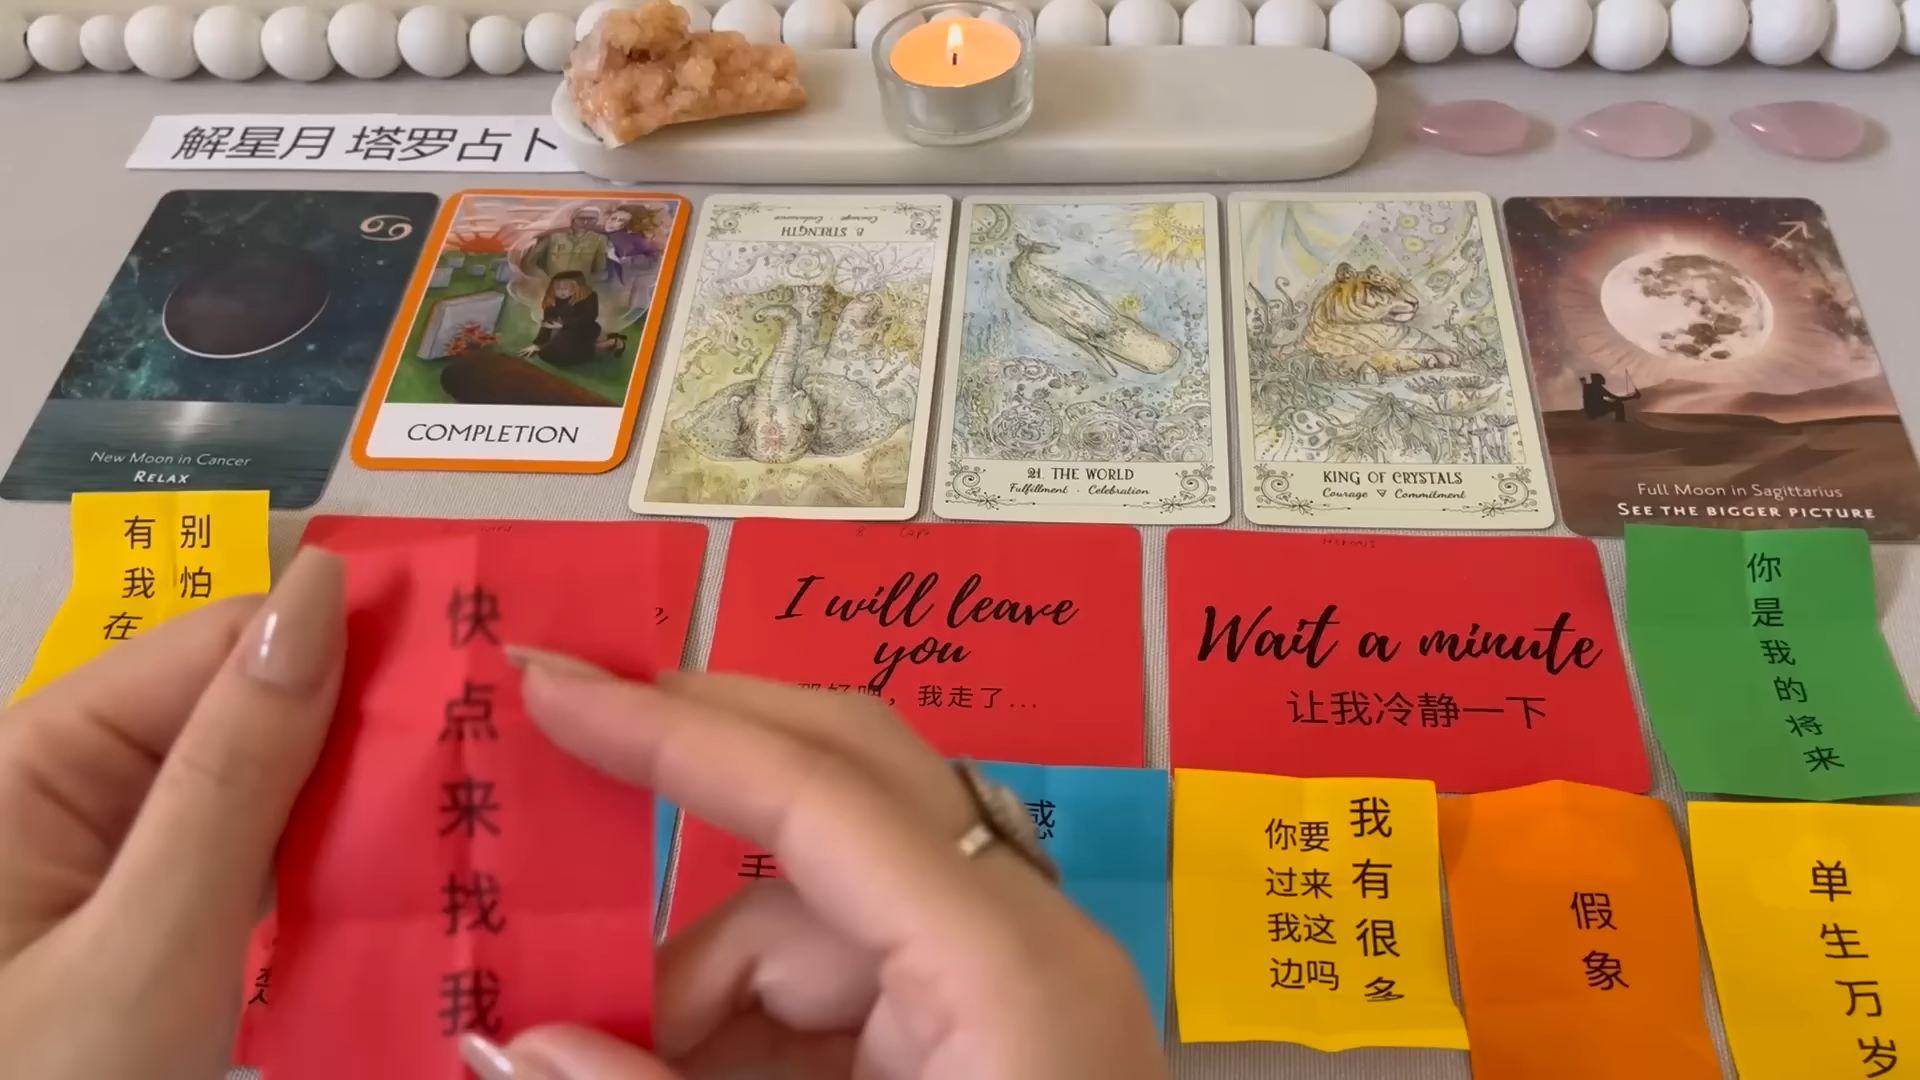 解星月 塔罗占卜
New Moon in Cancer
RELAX
COMPLETION
8 STRENGTH
Courage · Endurance
21. THE WORLD
Fulfillment · Celebration
KING OF CRYSTALS
Courage ▽ Commitment
Full Moon in Sagittarius
SEE THE BIGGER PICTURE
别怕
有我在
快点来找我
8 Cups
I will leave
you
我走了...
Wait a minute
让我冷静一下
你是我的将来
我有很多
你要
过来
我这
边吗
假象
单生万岁